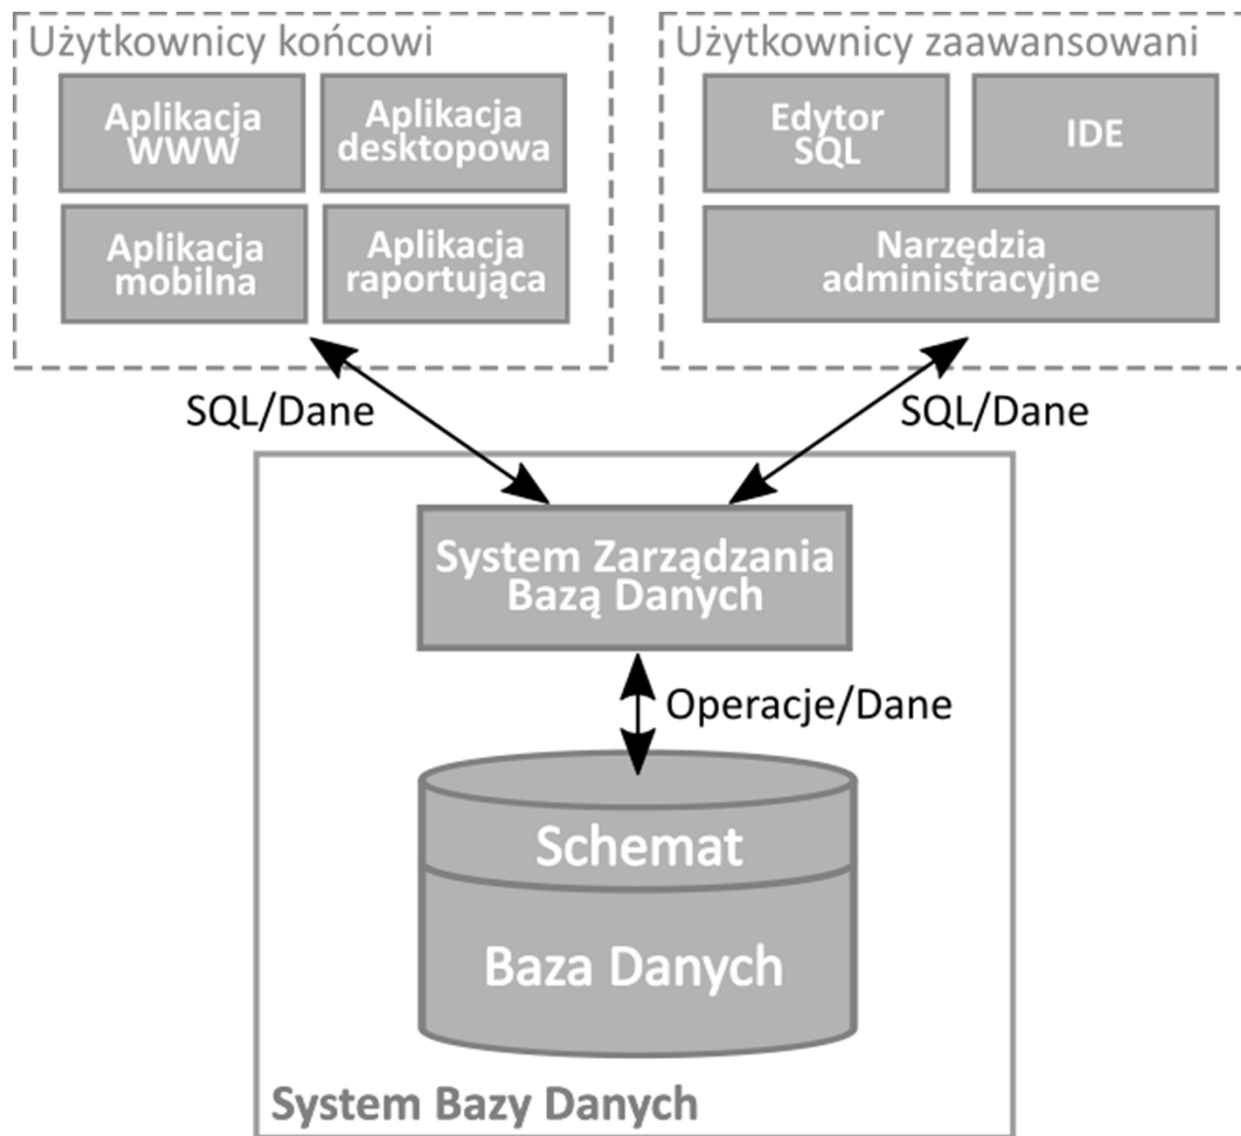 Użytkownicy końcowi
Aplikacja
WWW
Aplikacja
desktopowa
Aplikacja
mobilna
Aplikacja
raportująca
Użytkownicy zaawansowani
Edytor
SQL
IDE
Narzędzia
administracyjne
SQL/Dane
SQL/Dane
System Zarządzania
Bazą Danych
Operacje/Dane
Schemat
Baza Danych
System Bazy Danych